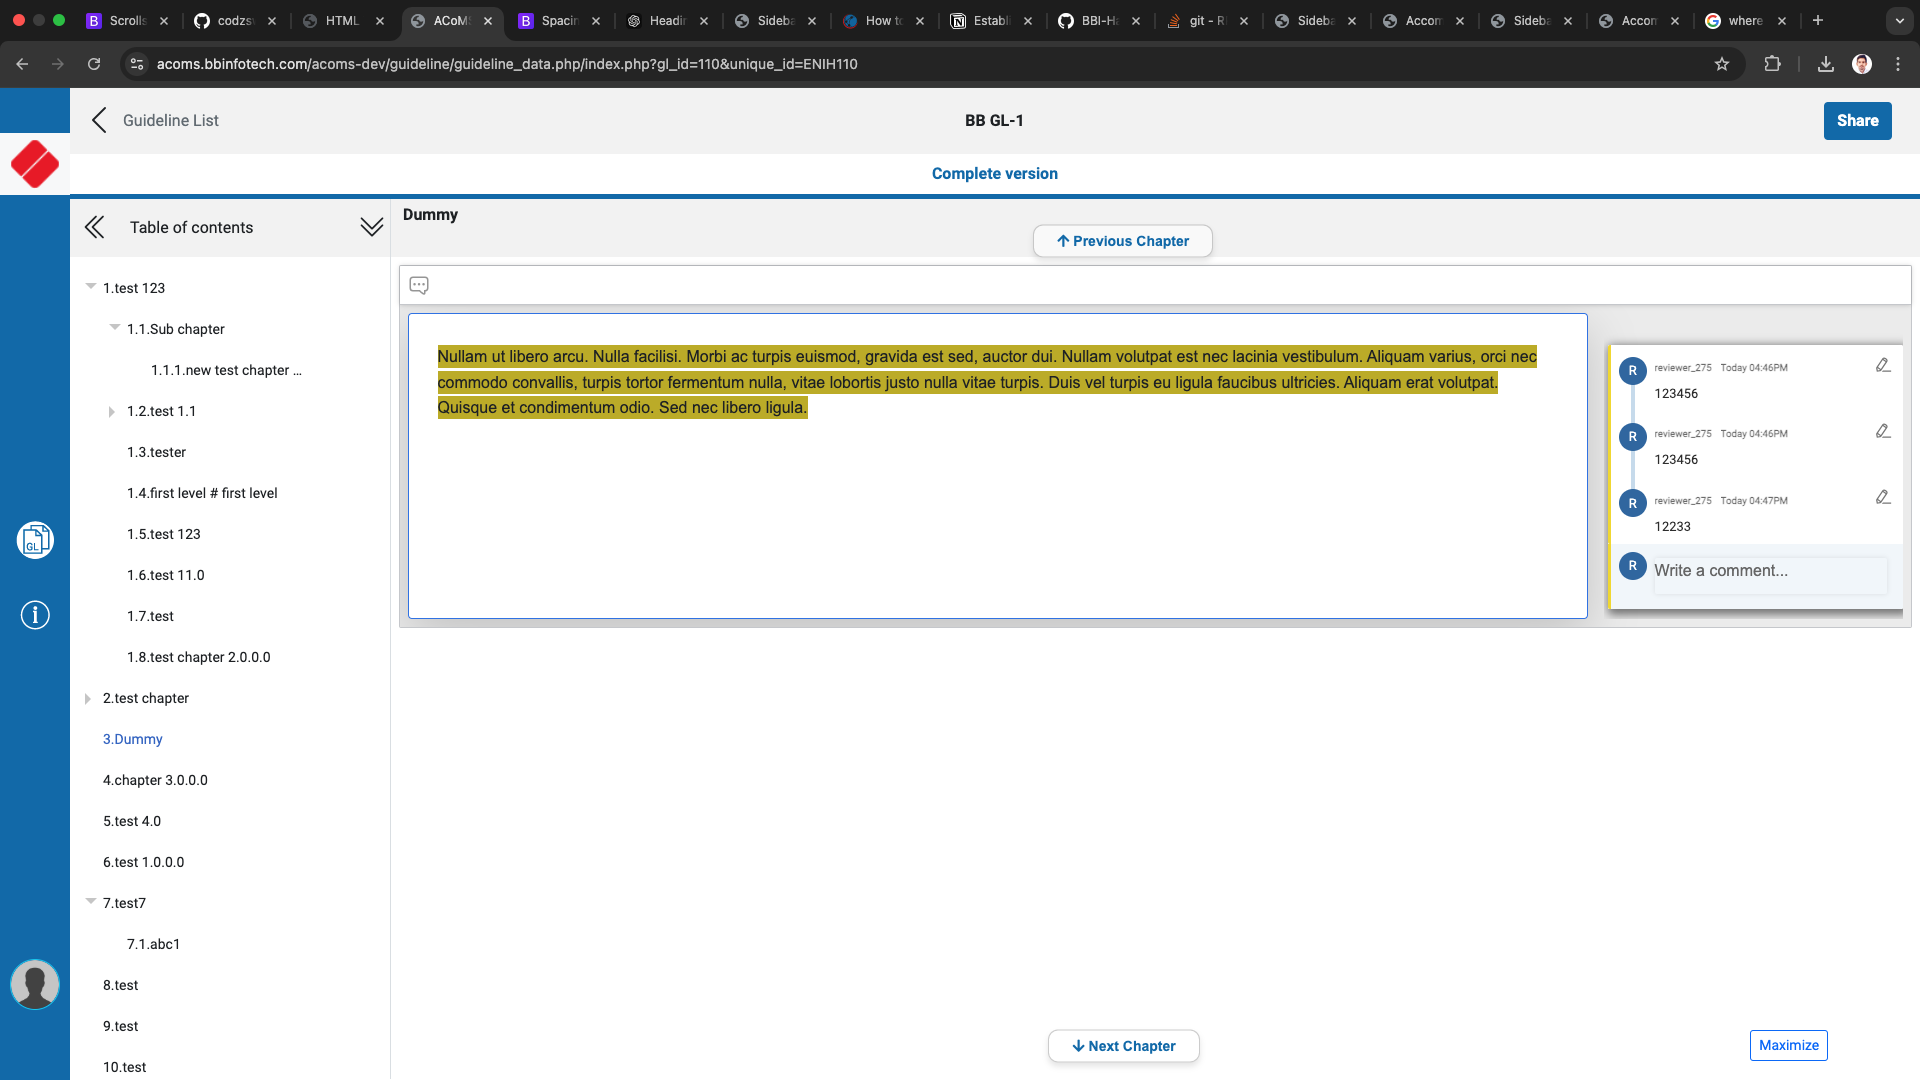 Scrolls
codzsw
HTML
ACoMS
Spacin
Headin
Sideba
How to
Establi
BBI-Ha
git - R
Sideba
Accom
Sideba
Accom
where
acoms.bbinfotech.com/acoms-dev/guideline/guideline_data.php/index.php?gl_id=110&unique_id=ENIH110
Guideline List
BB GL-1
Share
Complete version
Table of contents
Dummy
Previous Chapter
1.test 123
1.1.Sub chapter
1.1.1.new test chapter ...
1.2.test 1.1
1.3.tester
1.4.first level # first level
1.5.test 123
1.6.test 11.0
1.7.test
1.8.test chapter 2.0.0.0
2.test chapter
3.Dummy
4.chapter 3.0.0.0
5.test 4.0
6.test 1.0.0.0
7.test7
7.1.abc1
8.test
9.test
10.test
Nullam ut libero arcu. Nulla facilisi. Morbi ac turpis euismod, gravida est sed, auctor dui. Nullam volutpat est nec lacinia vestibulum. Aliquam varius, orci nec
commodo convallis, turpis tortor fermentum nulla, vitae lobortis justo nulla vitae turpis. Duis vel turpis eu ligula faucibus ultricies. Aliquam erat volutpat.
Quisque et condimentum odio. Sed nec libero ligula.
R
reviewer_275 Today 04:46PM
123456
R
reviewer_275 Today 04:46PM
123456
R
reviewer_275 Today 04:47PM
12233
R
Write a comment...
GL
Next Chapter
Maximize